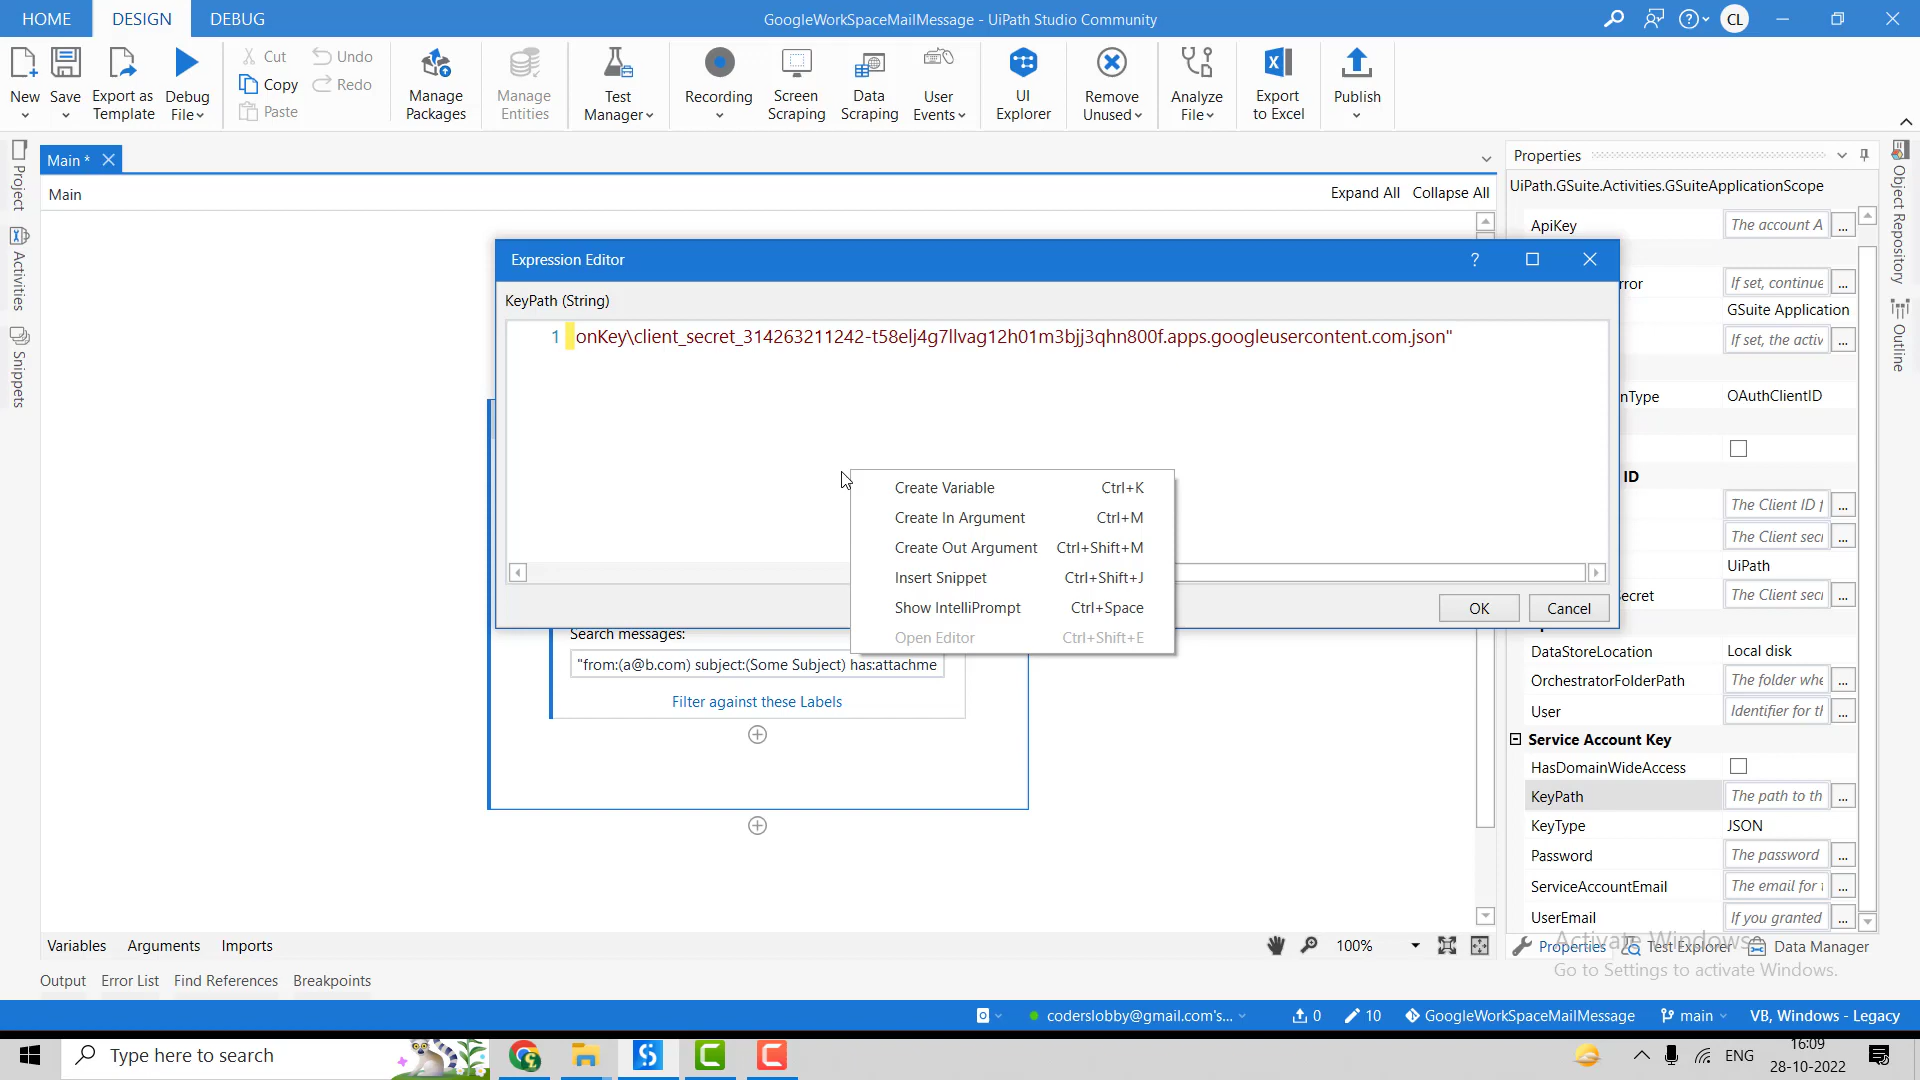 HOME DESIGN DEBUG
GoogleWorkSpaceMailMessage - UiPath Studio Community
CL
New
Save
Export as Template
Debug File
Cut
Copy
Paste
Undo
Redo
Manage Packages
Manage Entities
Test Manager
Recording
Screen Scraping
Data Scraping
User Events
UI Explorer
Remove Unused
Analyze File
Export to Excel
Publish
Project
Activities
Snippets
Main *
Main
Expand All Collapse All
Expression Editor
?
KeyPath (String)
1 onKey\client_secret_314263211242-t58elj4g7llvag12h01m3bjj3qhn800f.apps.googleusercontent.com.json"
Create Variable Ctrl+K
Create In Argument Ctrl+M
Create Out Argument Ctrl+Shift+M
Insert Snippet Ctrl+Shift+J
Show IntelliPrompt Ctrl+Space
Open Editor Ctrl+Shift+E
OK Cancel
Search messages:
"from:(a@b.com) subject:(Some Subject) has:attachme
Filter against these Labels
Properties
UiPath.GSuite.Activities.GSuiteApplicationScope
ApiKey The account A ...
rror If set, continue ...
GSuite Application
If set, the activ ...
nType OAuthClientID
ID
The Client ID f ...
The Client seci ...
UiPath
ecret The Client seci ...
DataStoreLocation Local disk
OrchestratorFolderPath The folder whe ...
User Identifier for tl ...
Service Account Key
HasDomainWideAccess
KeyPath The path to th ...
KeyType JSON
Password The password ...
ServiceAccountEmail The email for t ...
UserEmail If you granted ...
Object Repository
Outline
Variables Arguments Imports
100%
Properties Test Explorer Data Manager
Activate Windows
Go to Settings to activate Windows.
Output Error List Find References Breakpoints
coderslobby@gmail.com's...
0
10
GoogleWorkSpaceMailMessage
main
VB, Windows - Legacy
Type here to search
ENG
16:09
28-10-2022